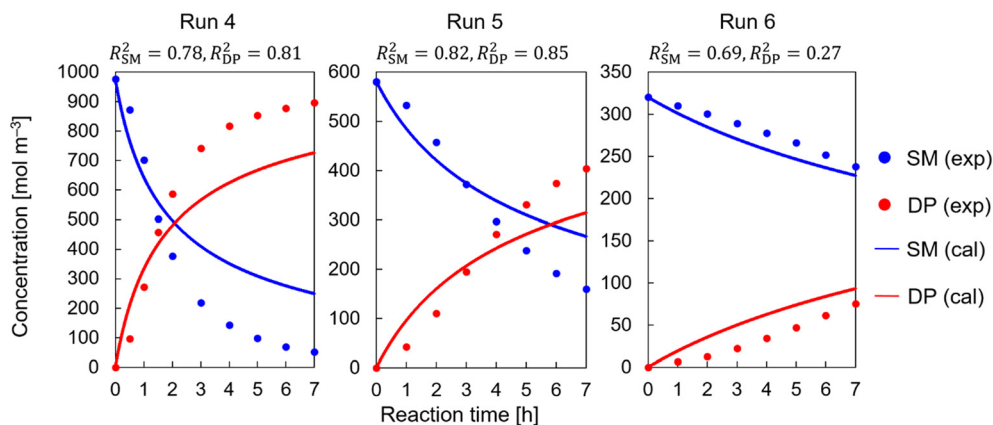 Run 4
R²SM = 0.78, R²DP = 0.81
Run 5
R²SM = 0.82, R²DP = 0.85
Run 6
R²SM = 0.69, R²DP = 0.27
Concentration [mol m⁻³]
1000
900
800
700
600
500
400
300
200
100
0
0 1 2 3 4 5 6 7
600
500
400
300
200
100
0
0 1 2 3 4 5 6 7
350
300
250
200
150
100
50
0
0 1 2 3 4 5 6 7
Reaction time [h]
SM (exp)
DP (exp)
SM (cal)
DP (cal)